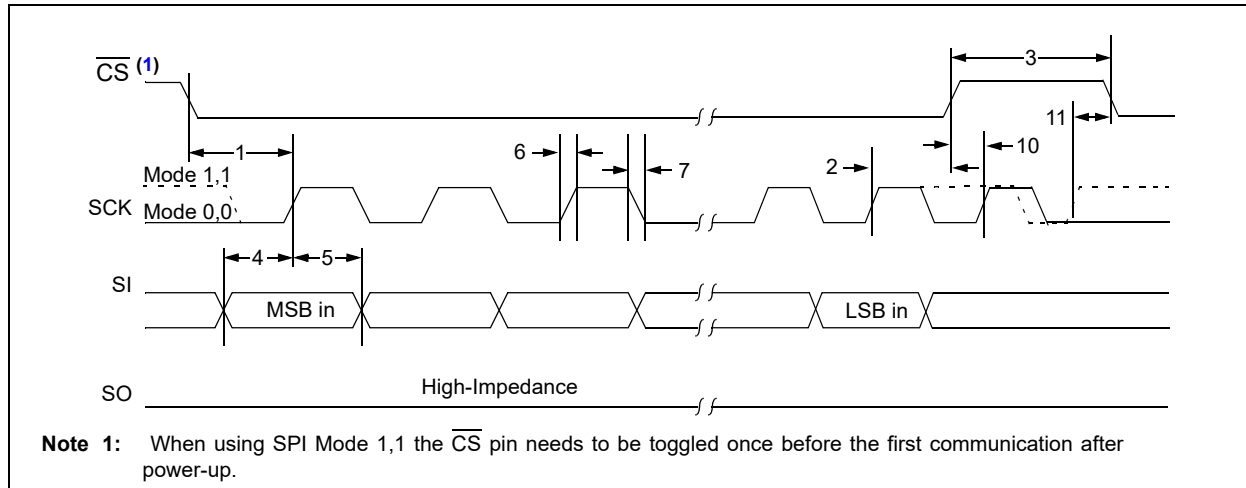 CS (1)
3
11
1
6
7
2
10
Mode 1,1
SCK
Mode 0,0
4
5
SI
MSB in
LSB in
SO
High-Impedance
Note 1: When using SPI Mode 1,1 the CS pin needs to be toggled once before the first communication after
power-up.